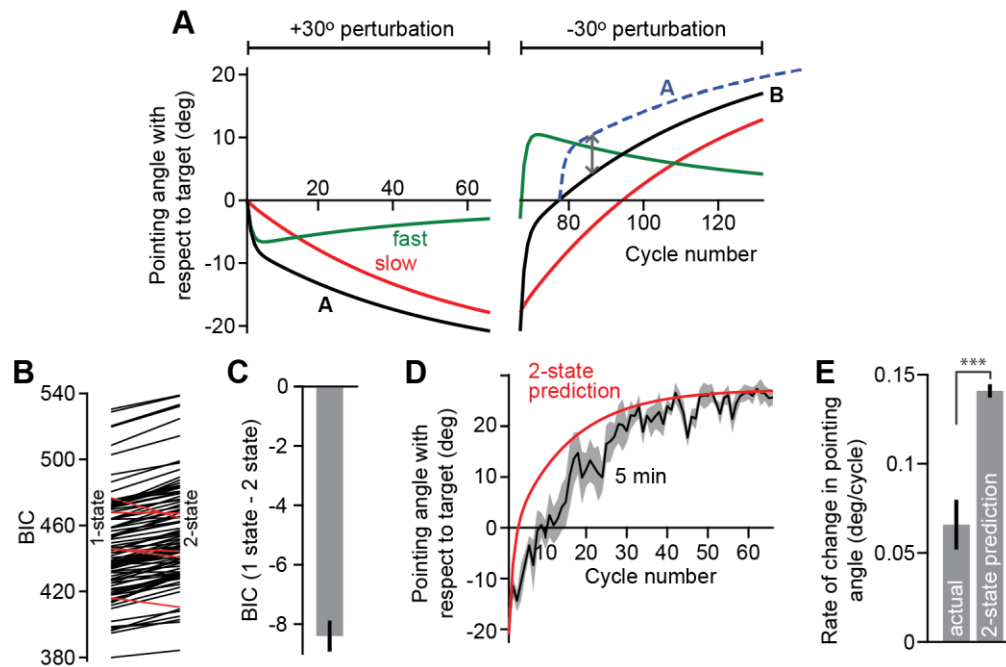 A
+30º perturbation
-30º perturbation
Pointing angle with
respect to target (deg)
20
10
0
-10
-20
20 40 60
fast
slow
A
A
B
80 100 120
Cycle number
B
BIC
540
500
460
420
380
1-state
2-state
C
BIC (1 state - 2 state)
0
-2
-4
-6
-8
D
Pointing angle with
respect to target (deg)
20
10
0
-10
-20
2-state
prediction
5 min
10 20 30 40 50 60
Cycle number
E
Rate of change in pointing
angle (deg/cycle)
0.15
0.1
0.05
0
***
actual
2-state prediction